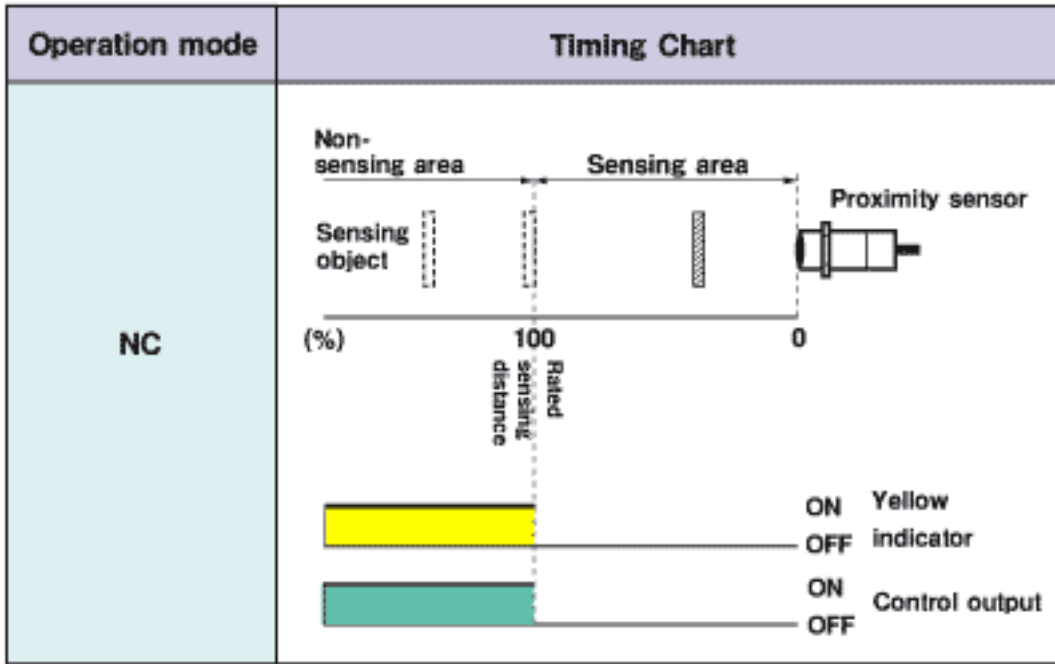 Operation mode
Timing Chart
NC
Non-
sensing area
Sensing area
Proximity sensor
Sensing
object
(%)
100
0
Rated
sensing
distance
ON
OFF
Yellow
indicator
ON
OFF
Control output